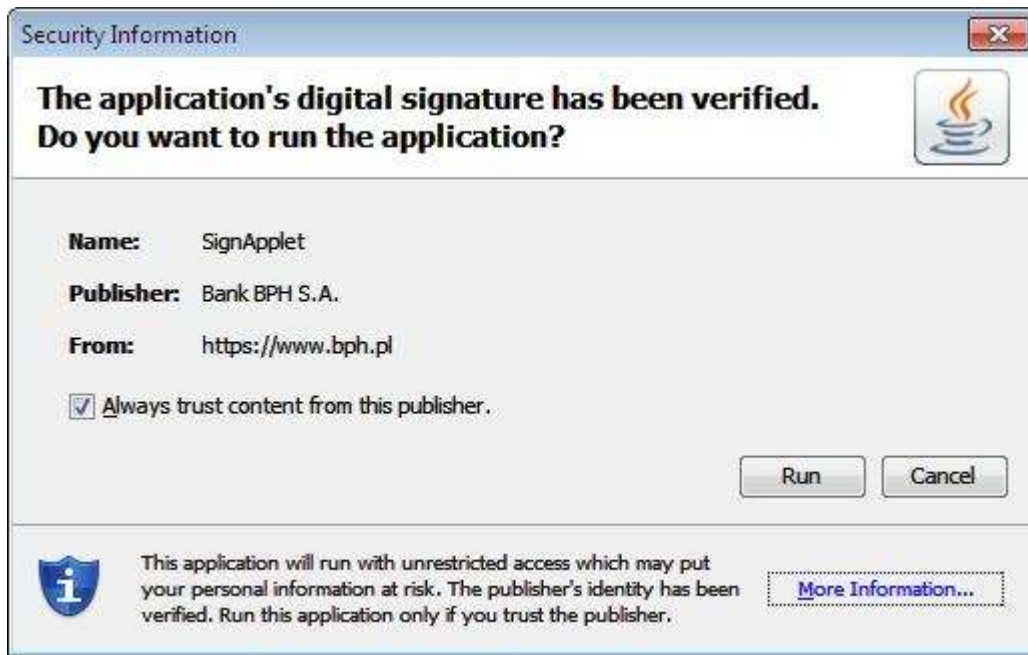 Security Information
The application's digital signature has been verified.
Do you want to run the application?
Name: SignApplet
Publisher: Bank BPH S.A.
From: https://www.bph.pl
Always trust content from this publisher.
Run Cancel
This application will run with unrestricted access which may put
your personal information at risk. The publisher's identity has been
verified. Run this application only if you trust the publisher.
More Information...